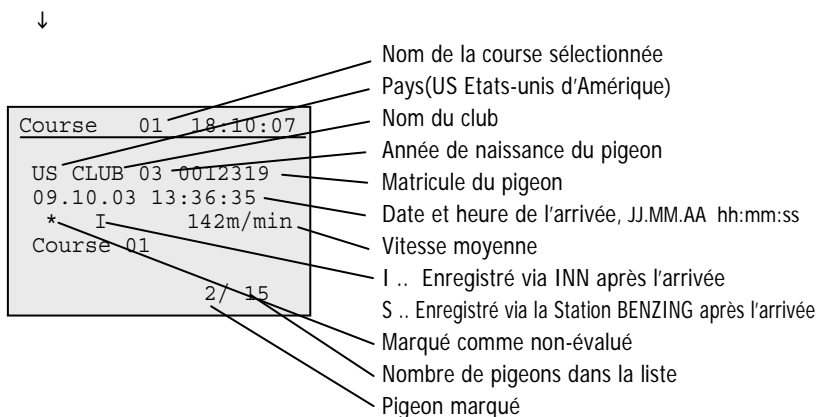 ↓
Course 01 18:10:07
US CLUB 03 0012319
09.10.03 13:36:35
* I 142m/min
Course 01
2/ 15
Nom de la course sélectionnée
Pays(US Etats-unis d'Amérique)
Nom du club
Année de naissance du pigeon
Matricule du pigeon
Date et heure de l'arrivée, JJ.MM.AA hh:mm:ss
Vitesse moyenne
I .. Enregistré via INN après l'arrivée
S .. Enregistré via la Station BENZING après l'arrivée
Marqué comme non-évalué
Nombre de pigeons dans la liste
Pigeon marqué